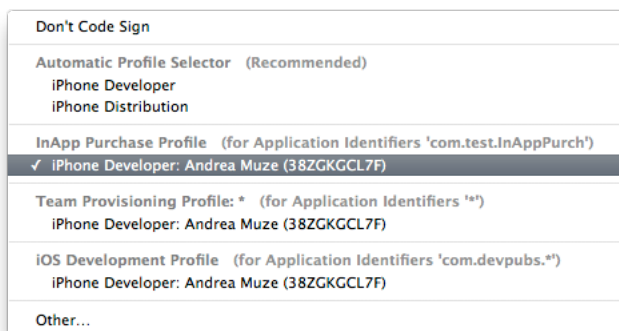 Don't Code Sign
Automatic Profile Selector (Recommended)
iPhone Developer
iPhone Distribution
InApp Purchase Profile (for Application Identifiers 'com.test.InAppPurch')
✓ iPhone Developer: Andrea Muze (38ZGKGCL7F)
Team Provisioning Profile: * (for Application Identifiers '*')
iPhone Developer: Andrea Muze (38ZGKGCL7F)
iOS Development Profile (for Application Identifiers 'com.devpubs.*')
iPhone Developer: Andrea Muze (38ZGKGCL7F)
Other...